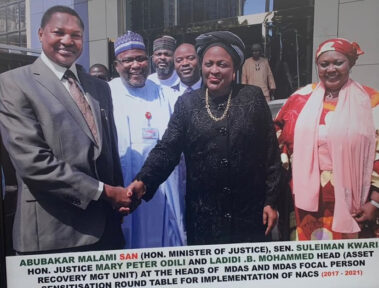 ABUBAKAR MALAMI SAN (HON. MINISTER OF JUSTICE), SEN. SULEIMAN KWARI
HON. JUSTICE MARY PETER ODILI AND LADIDI .B. MOHAMMED HEAD (ASSET
RECOVERY MGT UNIT) AT THE HEADS OF MDAS AND MDAS FOCAL PERSON
SENSITISATION ROUND TABLE FOR IMPLEMENTATION OF NACS (2017 - 2021)